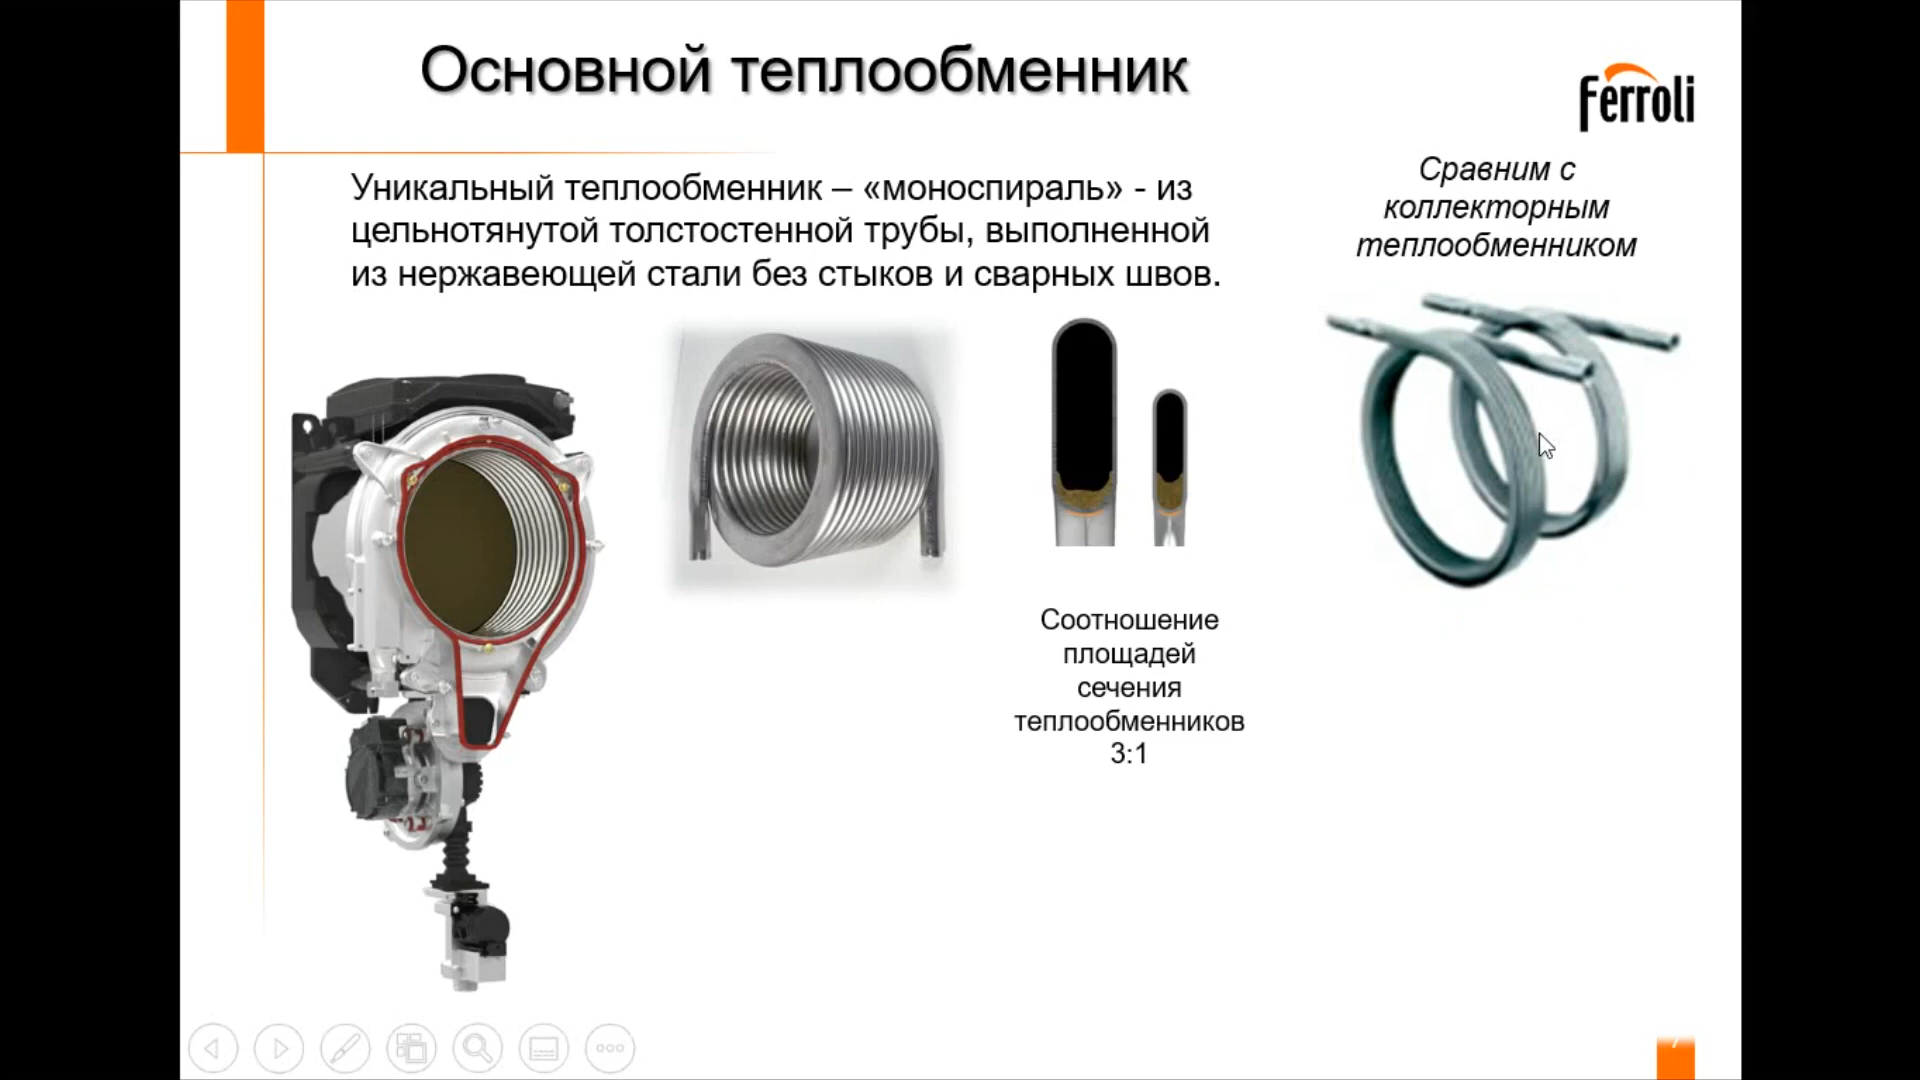 Основной теплообменник
Ferroli
Уникальный теплообменник – «моноспираль» - из
цельнотянутой толстостенной трубы, выполненной
из нержавеющей стали без стыков и сварных швов.
Сравним с
коллекторным
теплообменником
Соотношение
площадей
сечения
теплообменников
3:1